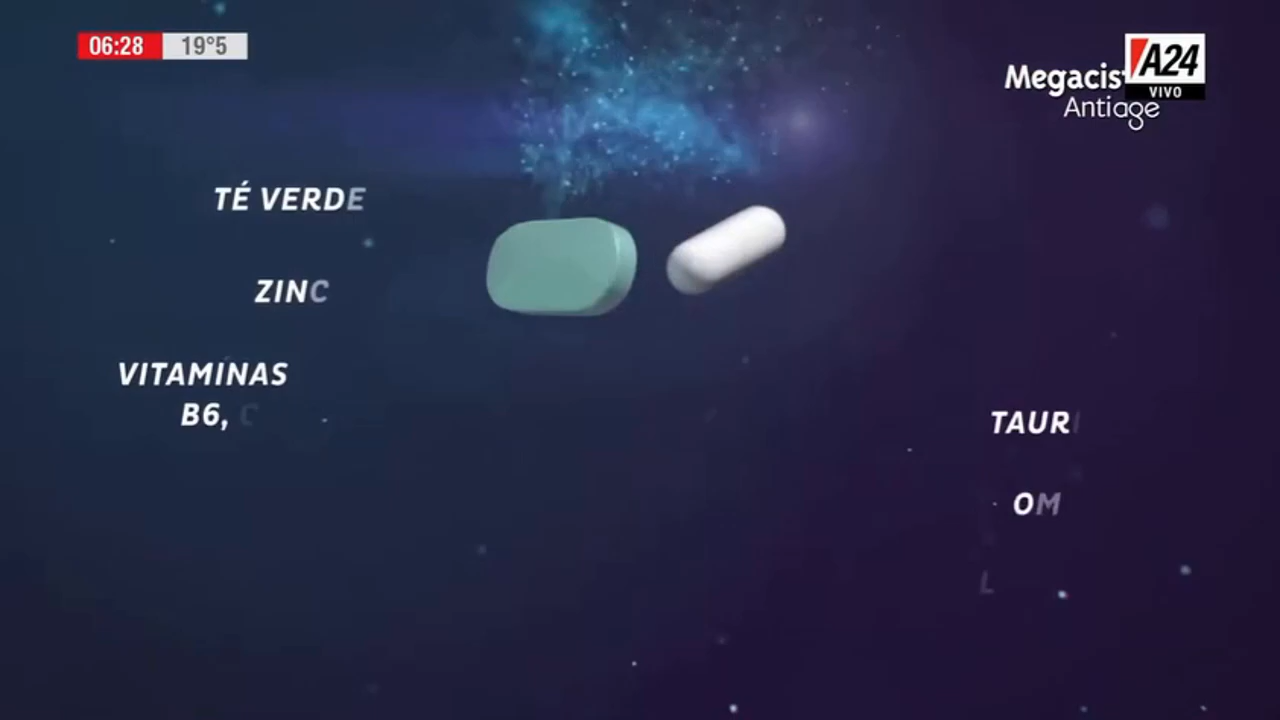 06:28 19°5
A24
VIVO
Megacis
Antiage
TÉ VERDE
ZINC
VITAMINAS
B6, C
TAUR
OM
L